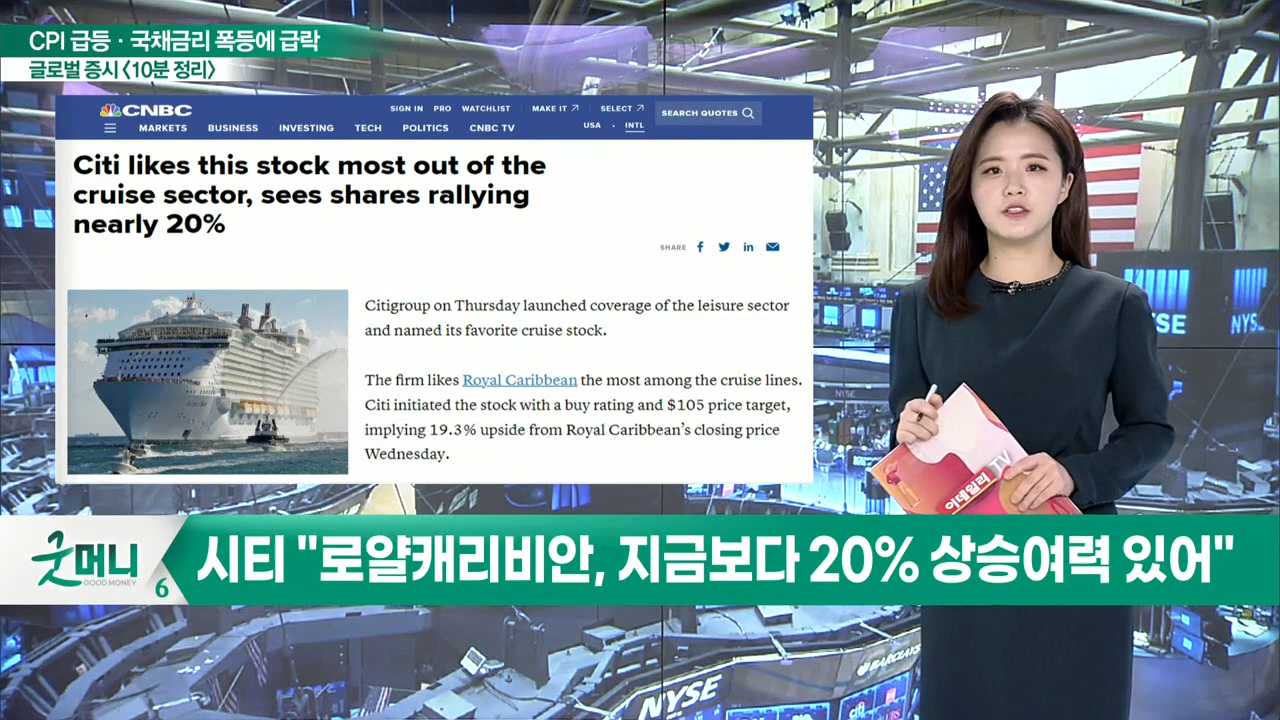 CPI 급등 · 국채금리 폭등에 급락
글로벌 증시 <10분 정리>
CNBC
SIGN IN PRO WATCHLIST MAKE IT SELECT SEARCH QUOTES
MARKETS BUSINESS INVESTING TECH POLITICS CNBC TV USA · INTL
Citi likes this stock most out of the
cruise sector, sees shares rallying
nearly 20%
SHARE
Citigroup on Thursday launched coverage of the leisure sector
and named its favorite cruise stock.
The firm likes Royal Caribbean the most among the cruise lines.
Citi initiated the stock with a buy rating and $105 price target,
implying 19.3% upside from Royal Caribbean's closing price
Wednesday.
YSE
NYS
NYSE
이데일리 TV
굿머니
GOOD MONEY
6
시티 "로얄캐리비안, 지금보다 20% 상승여력 있어"
NYSE
BARCLAYS
citi